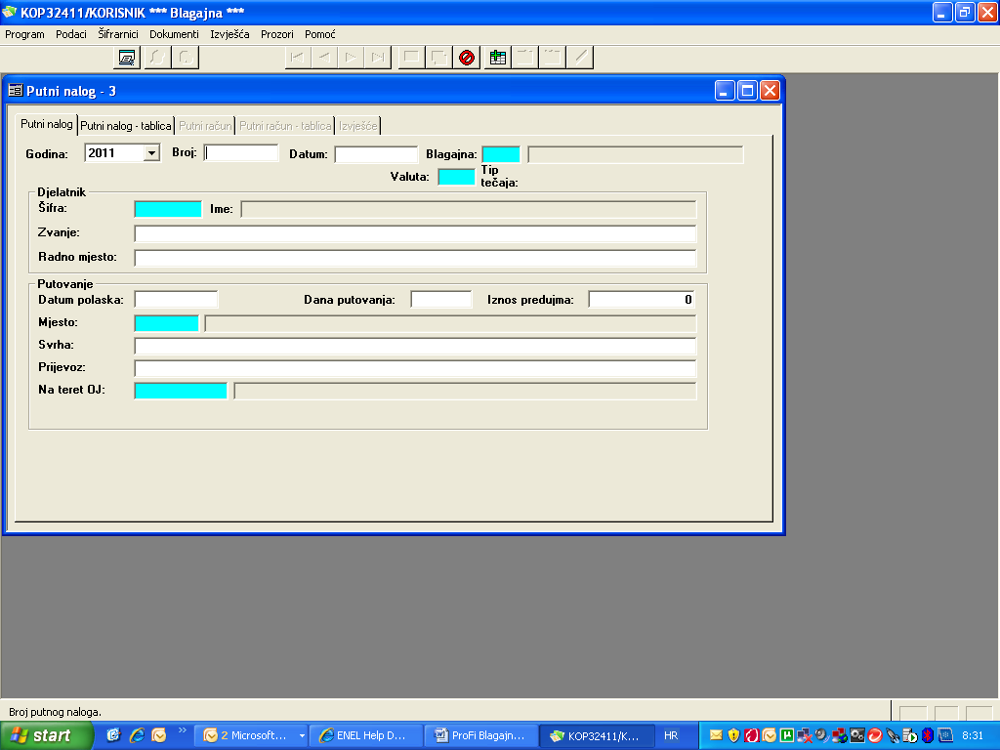 KOP32411/KORISNIK *** Blagajna ***
Program Podaci Šifrarnici Dokumenti Izvješća Prozori Pomoć
Putni nalog - 3
Putni nalog Putni nalog - tablica Putni račun Putni račun - tablica Izvješće
Godina: 2011 Broj: Datum: Blagajna:
Valuta: Tip tečaja:
Djelatnik
Šifra: Ime:
Zvanje:
Radno mjesto:
Putovanje
Datum polaska: Dana putovanja: Iznos predujma: 0
Mjesto:
Svrha:
Prijevoz:
Na teret OJ:
Broj putnog naloga.
start 2 Microsoft... ENEL Help D... ProFi Blagajn... KOP32411/K... HR 8:31